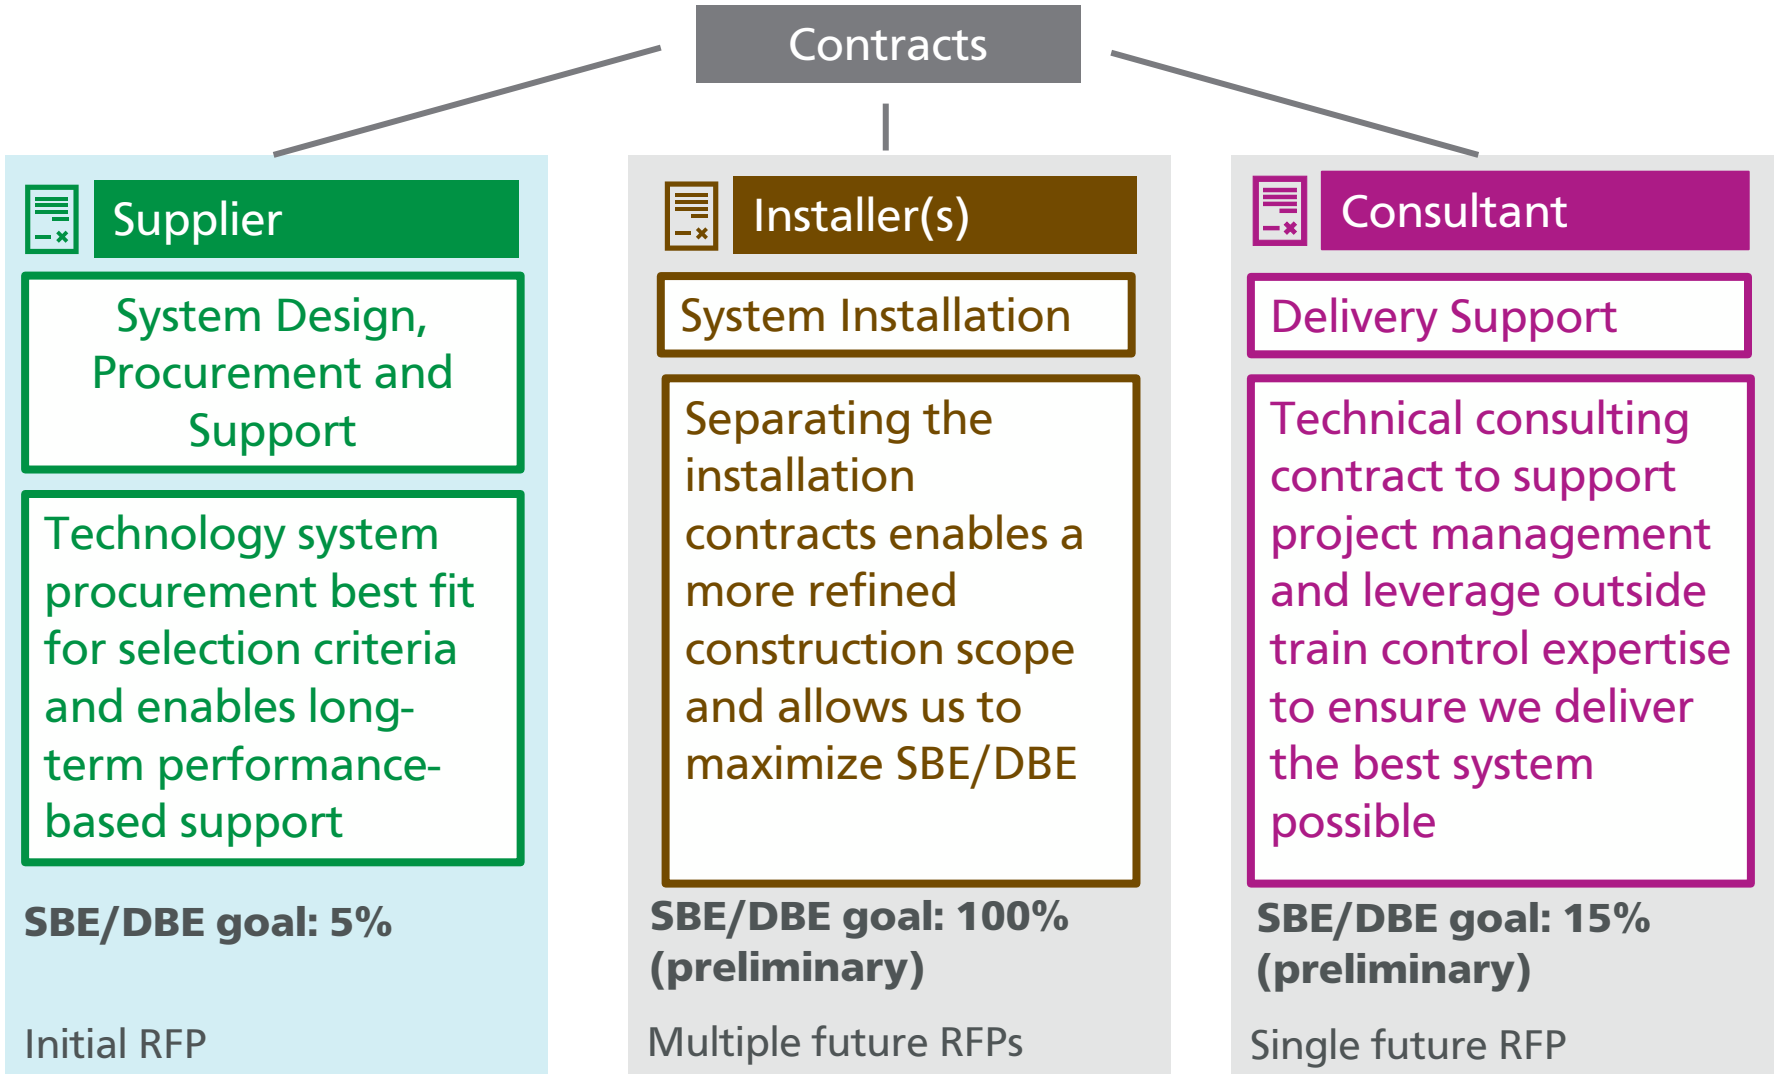 Contracts
Supplier
System Design,
Procurement and
Support
Technology system
procurement best fit
for selection criteria
and enables long-
term performance-
based support
SBE/DBE goal: 5%
Initial RFP
Installer(s)
System Installation
Separating the
installation
contracts enables a
more refined
construction scope
and allows us to
maximize SBE/DBE
SBE/DBE goal: 100%
(preliminary)
Multiple future RFPs
Consultant
Delivery Support
Technical consulting
contract to support
project management
and leverage outside
train control expertise
to ensure we deliver
the best system
possible
SBE/DBE goal: 15%
(preliminary)
Single future RFP